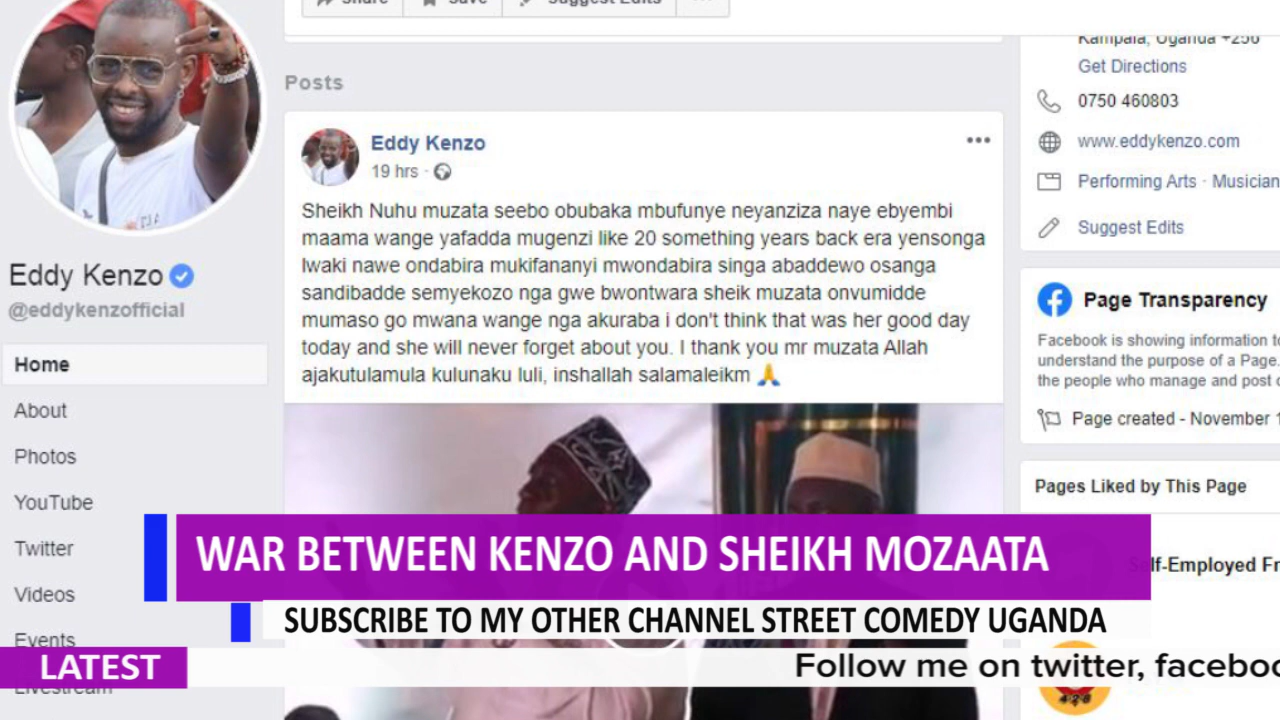 Share
Save
Suggest Edits
Posts
Eddy Kenzo
19 hrs ·
Sheikh Nuhu muzata seebo obubaka mbufunye neyanziza naye ebyembi
maama wange yafadda mugenzi like 20 something years back era yensonga
lwaki nawe ondabira mukifananyi mwondabira singa abaddewo osanga
sandibadde semyekozo nga gwe bwontwara sheik muzata onvumidde
mumaso go mwana wange nga akuraba i don't think that was her good day
today and she will never forget about you. I thank you mr muzata Allah
ajakutulamula kulunaku luli, inshallah salamaleikm 🙏
Eddy Kenzo
@eddykenzofficial
Home
About
Photos
YouTube
Twitter
Videos
Events
Livestream
Kampala, Uganda +256
Get Directions
0750 460803
www.eddykenzo.com
Performing Arts · Musician
Suggest Edits
Page Transparency
Facebook is showing information to
understand the purpose of a Page.
the people who manage and post c
Page created - November 1
Pages Liked by This Page
lf-Employed Fr
WAR BETWEEN KENZO AND SHEIKH MOZAATA
SUBSCRIBE TO MY OTHER CHANNEL STREET COMEDY UGANDA
LATEST
Follow me on twitter, faceboo